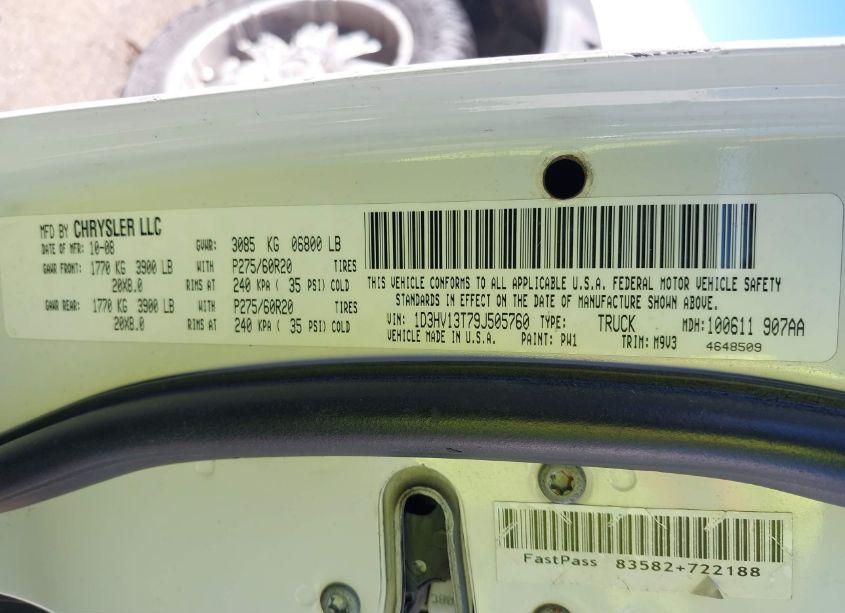 MFD BY CHRYSLER LLC
DATE OF MFR: 10-08 GVWR: 3085 KG 06800 LB
GAWR FRONT: 1770 KG 3900 LB WITH P275/60R20 TIRES
20X8.0 RIMS AT 240 KPA ( 35 PSI) COLD
GAWR REAR: 1770 KG 3900 LB WITH P275/60R20 TIRES
20X8.0 RIMS AT 240 KPA ( 35 PSI) COLD
THIS VEHICLE CONFORMS TO ALL APPLICABLE U.S.A. FEDERAL MOTOR VEHICLE SAFETY
STANDARDS IN EFFECT ON THE DATE OF MANUFACTURE SHOWN ABOVE.
VIN: 1D3HV13T79J505760 TYPE: TRUCK MDH: 100611 907AA
VEHICLE MADE IN U.S.A. PAINT: PW1 TRIM: M9V3 4648509
FastPass 83582+722188